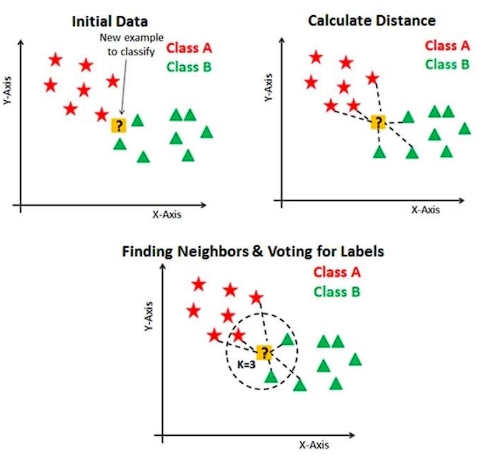 Initial Data
New example
to classify
Class A
Class B
?
Y-Axis
X-Axis
Calculate Distance
Class A
Class B
?
Y-Axis
X-Axis
Finding Neighbors & Voting for Labels
Class A
Class B
?
K=3
Y-Axis
X-Axis